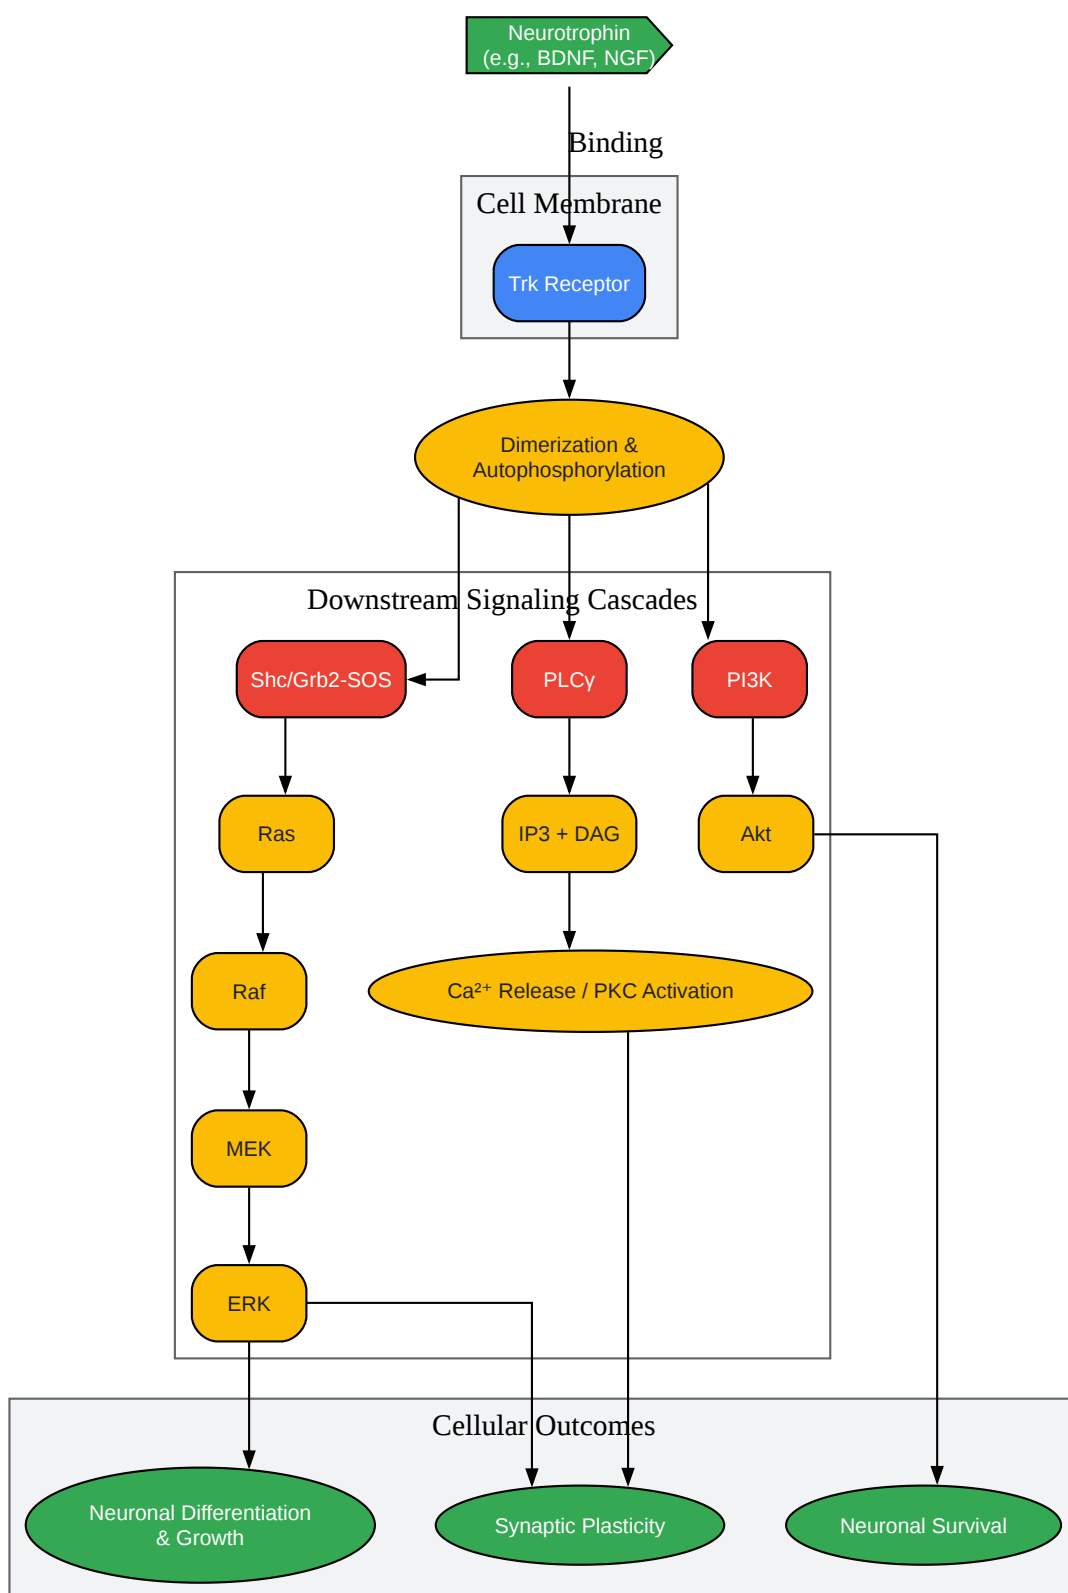 Neurotrophin
(e.g., BDNF, NGF)
Binding
Cell Membrane
Trk Receptor
Dimerization &
Autophosphorylation
Downstream Signaling Cascades
Shc/Grb2-SOS
PLCγ
PI3K
Ras
IP3 + DAG
Akt
Raf
Ca²⁺ Release / PKC Activation
MEK
ERK
Cellular Outcomes
Neuronal Differentiation
& Growth
Synaptic Plasticity
Neuronal Survival